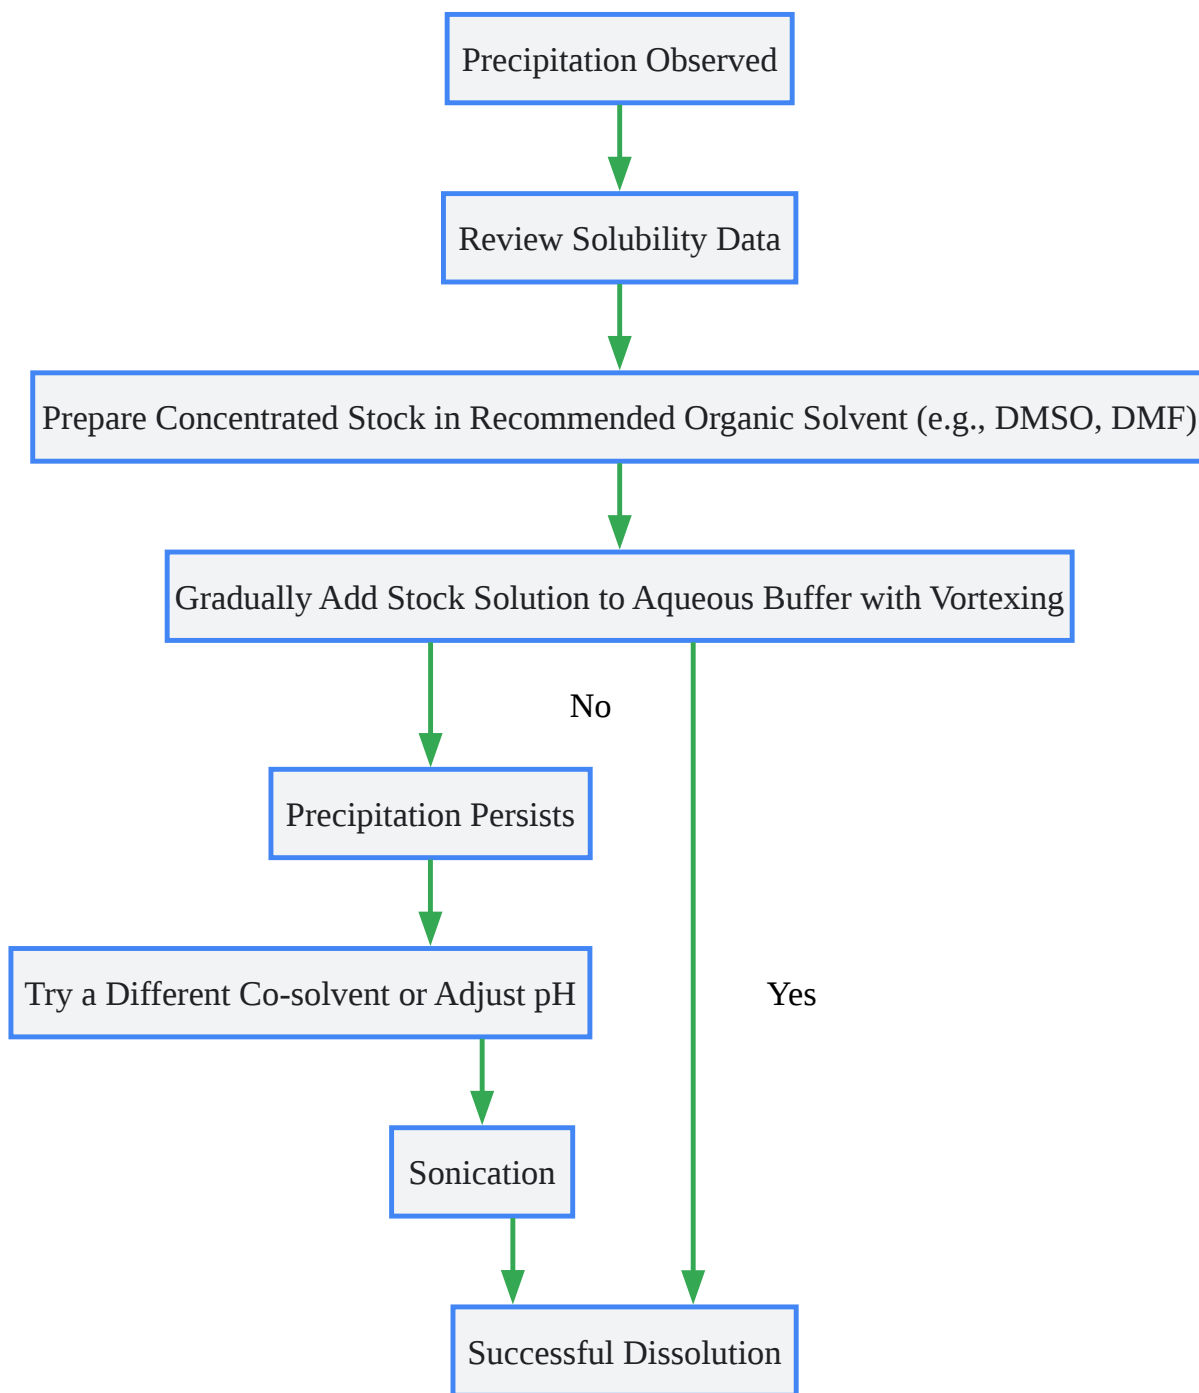 Precipitation Observed
Review Solubility Data
Prepare Concentrated Stock in Recommended Organic Solvent (e.g., DMSO, DMF)
Gradually Add Stock Solution to Aqueous Buffer with Vortexing
No
Precipitation Persists
Try a Different Co-solvent or Adjust pH
Yes
Sonication
Successful Dissolution